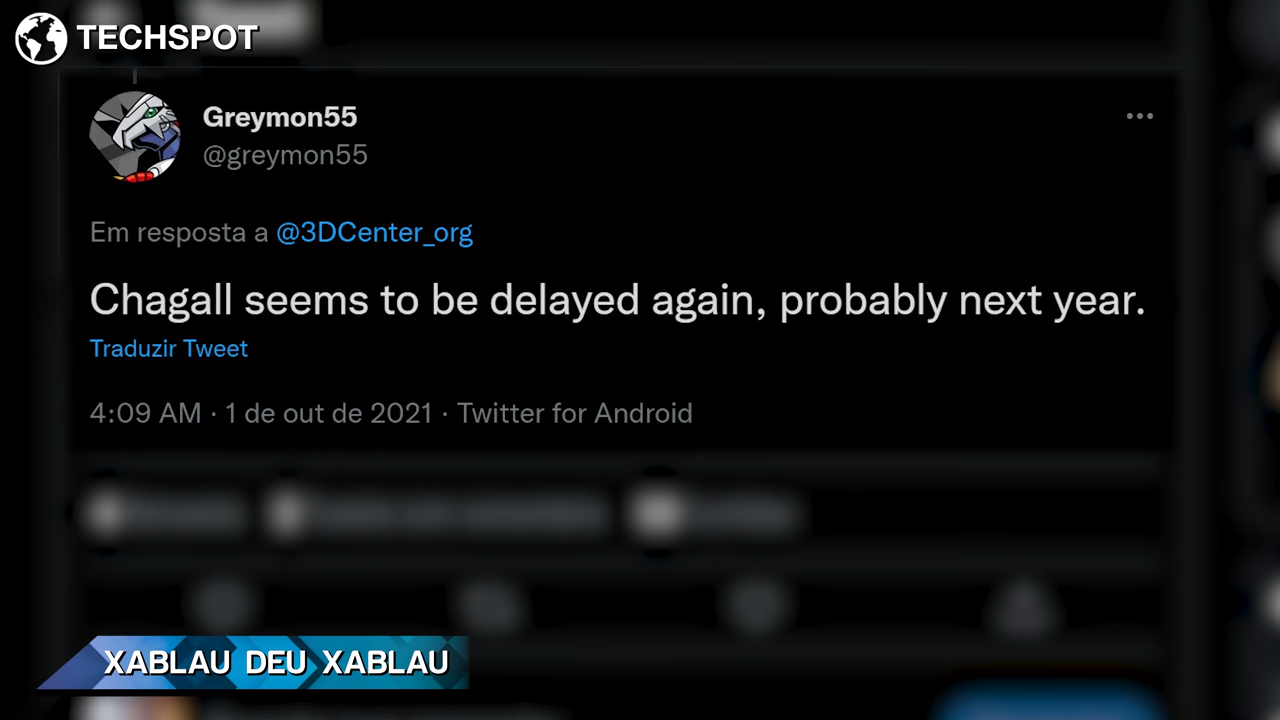 TECHSPOT
Greymon55
@greymon55
Em resposta a @3DCenter_org
Chagall seems to be delayed again, probably next year.
Traduzir Tweet
4:09 AM · 1 de out de 2021 · Twitter for Android
XABLAU DEU XABLAU